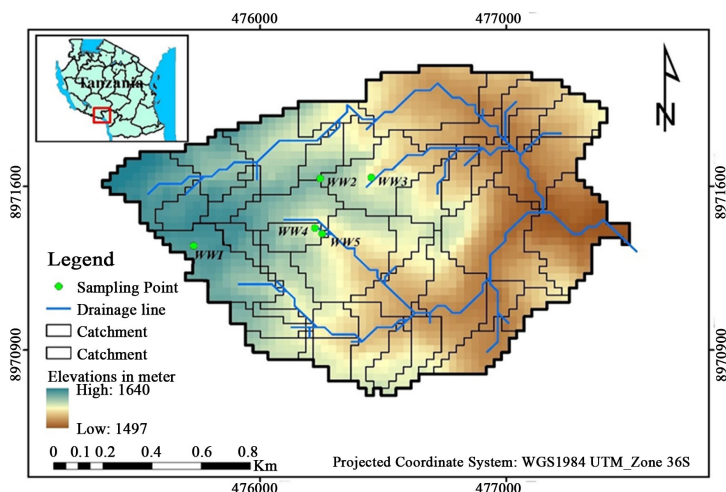 476000 477000
Tanzania
N
8971600
8971600
WW2
WW3
WW4
WW5
WW1
Legend
Sampling Point
Drainage line
Catchment
Catchment
8970900
8970900
Elevations in meter
High: 1640
Low: 1497
0 0.1 0.2 0.4 0.6 0.8
Km
Projected Coordinate System: WGS1984 UTM_Zone 36S
476000 477000